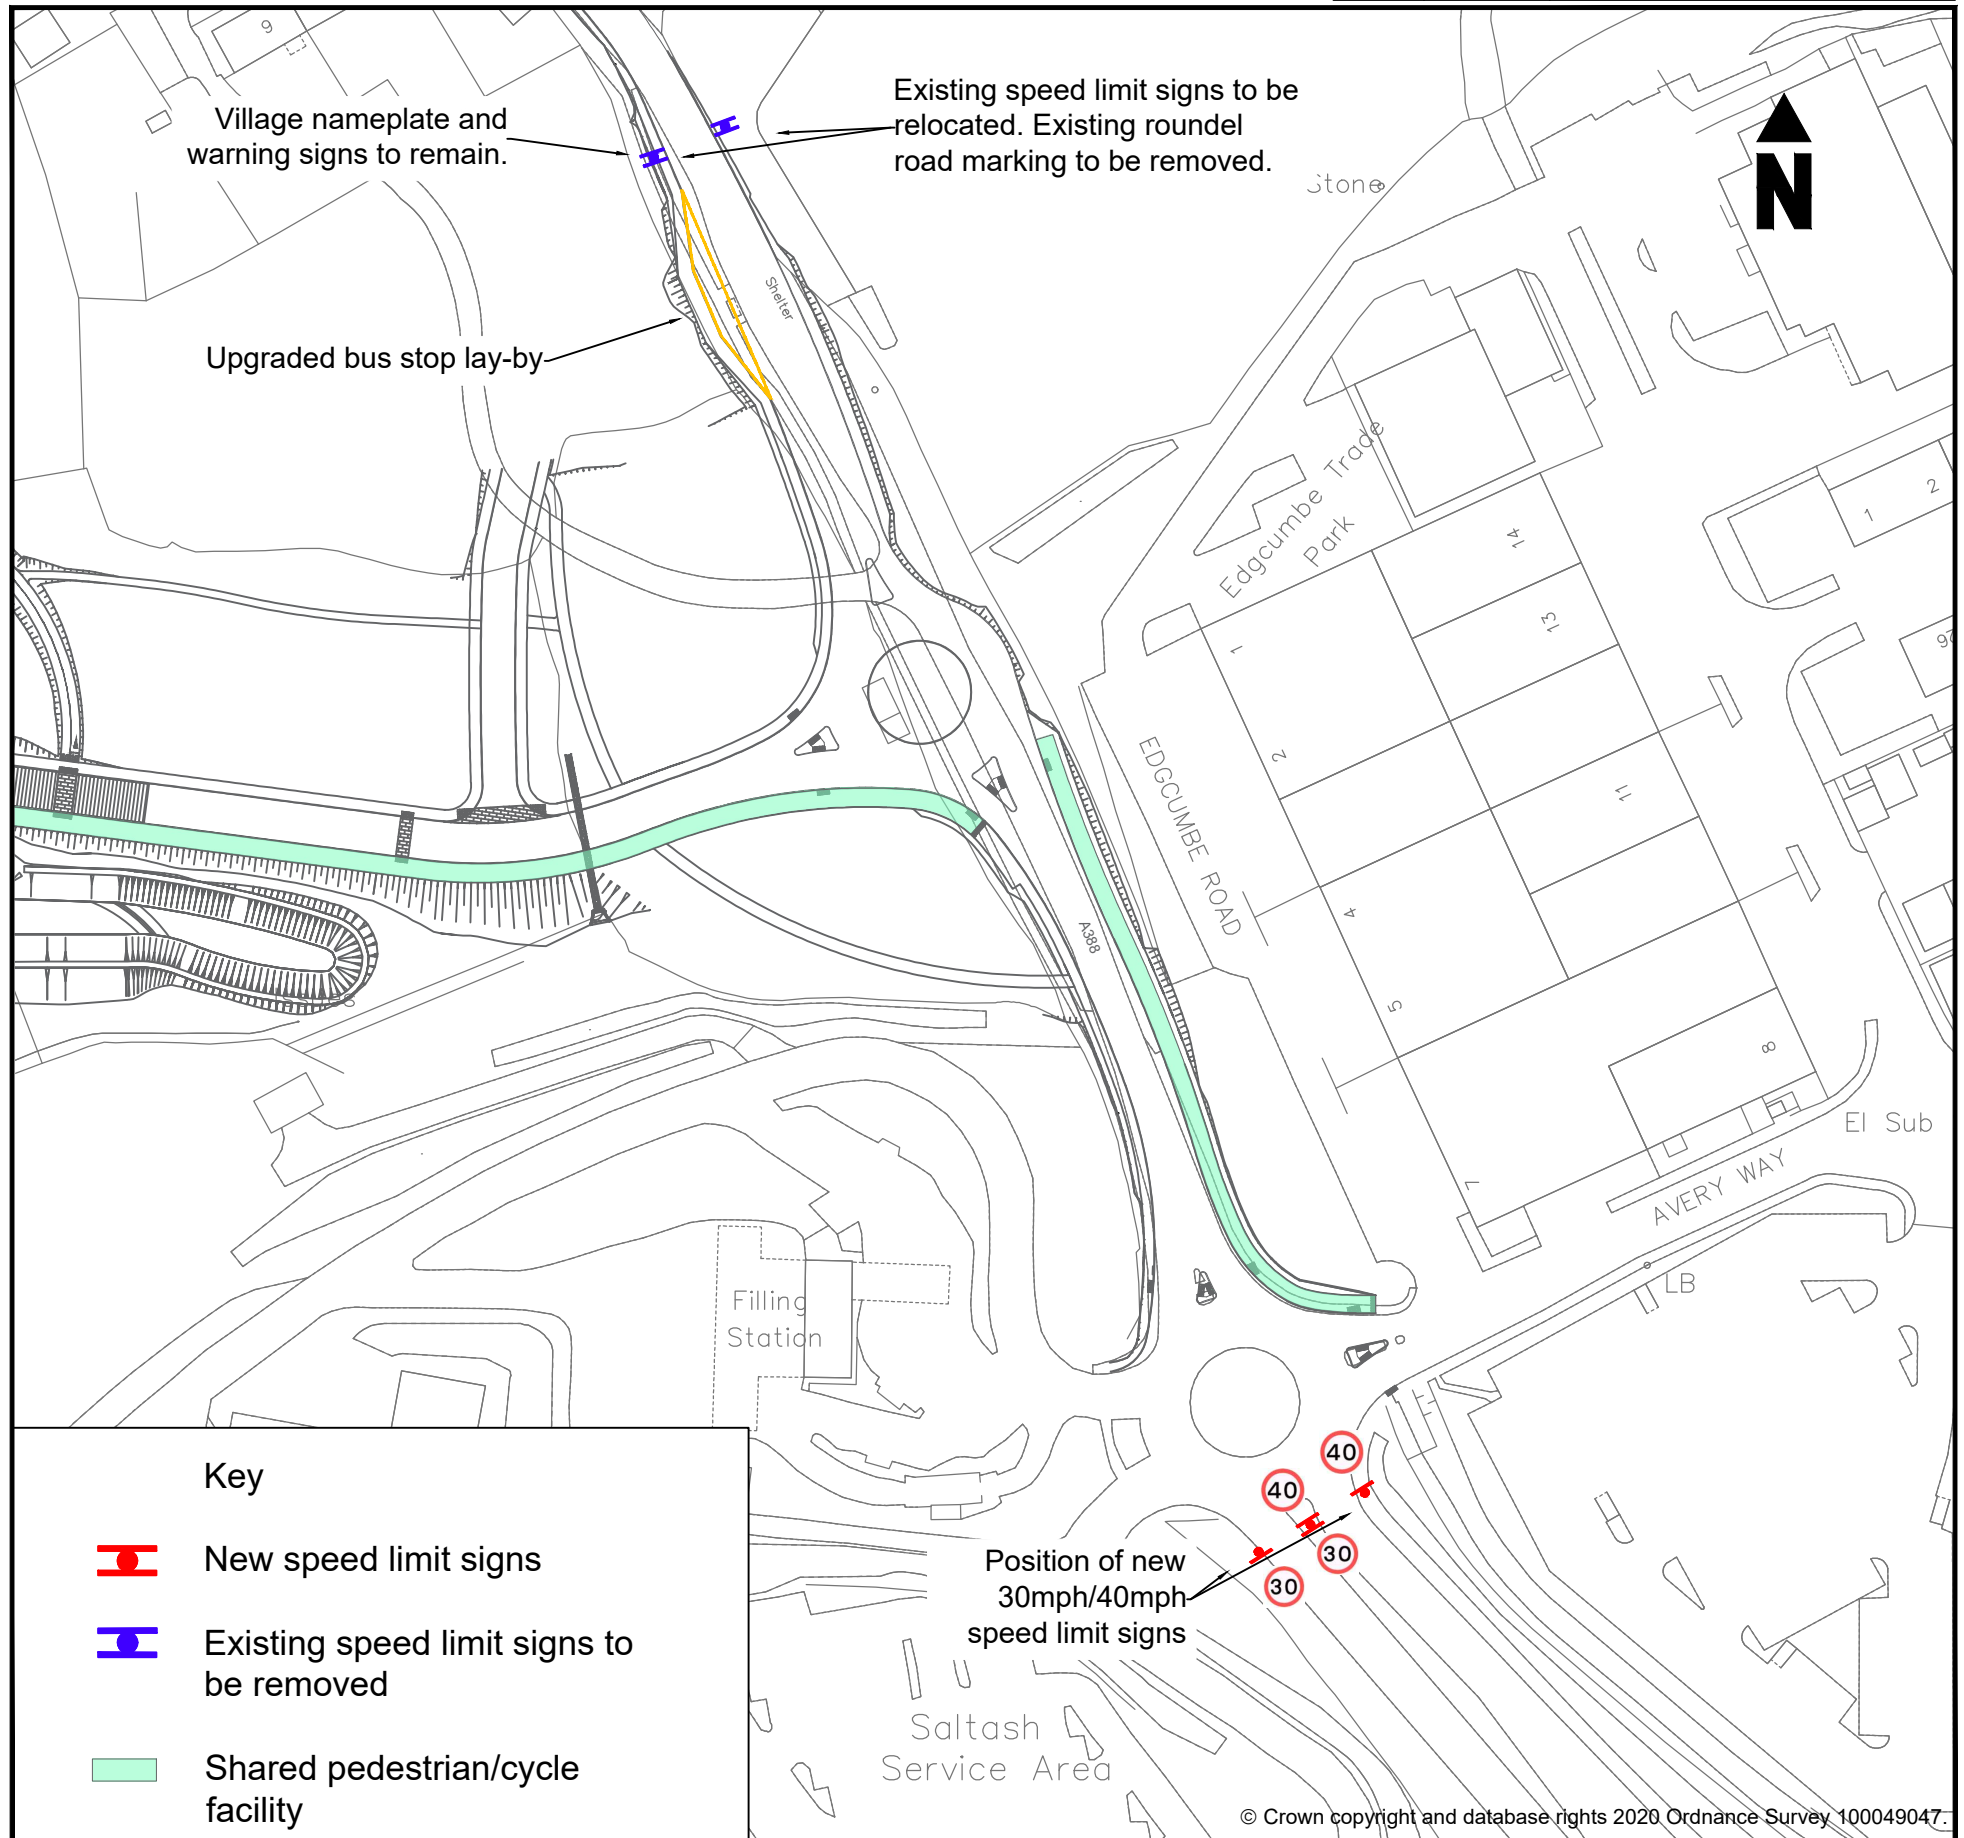 9
Village nameplate and
warning signs to remain.
Existing speed limit signs to be
relocated. Existing roundel
road marking to be removed.
Stone
N
Shelter
Upgraded bus stop lay-by
Edgcumbe Trade
Park
14
13
11
1
2
1
2
4
5
7
8
26
EDGCUMBE ROAD
A388
El Sub
AVERY WAY
LB
Filling
Station
40
40
30
30
Position of new
30mph/40mph
speed limit signs
Saltash
Service Area
Key
New speed limit signs
Existing speed limit signs to
be removed
Shared pedestrian/cycle
facility
© Crown copyright and database rights 2020 Ordnance Survey 100049047.